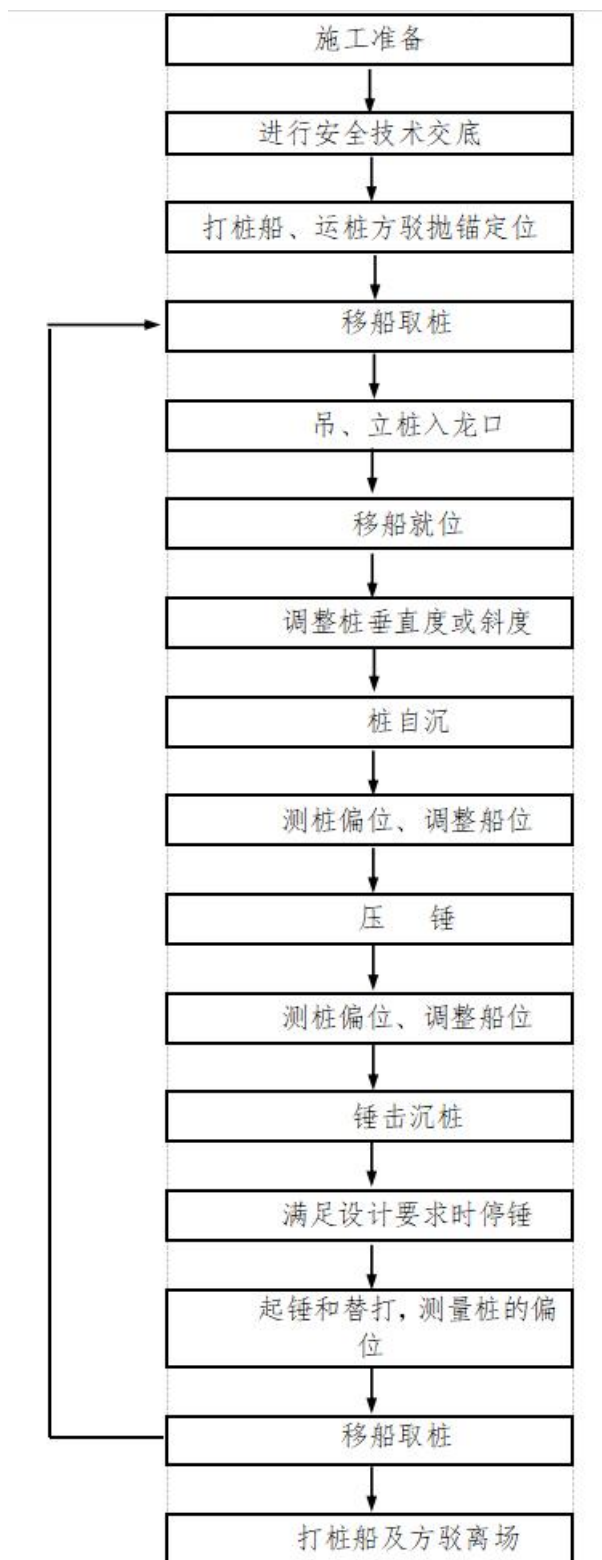 施工准备
进行安全技术交底
打桩船、运桩方驳抛锚定位
移船取桩
吊、立桩入龙口
移船就位
调整桩垂直度或斜度
桩自沉
测桩偏位、调整船位
压 锤
测桩偏位、调整船位
锤击沉桩
满足设计要求时停锤
起锤和替打，测量桩的偏
位
移船取桩
打桩船及方驳离场